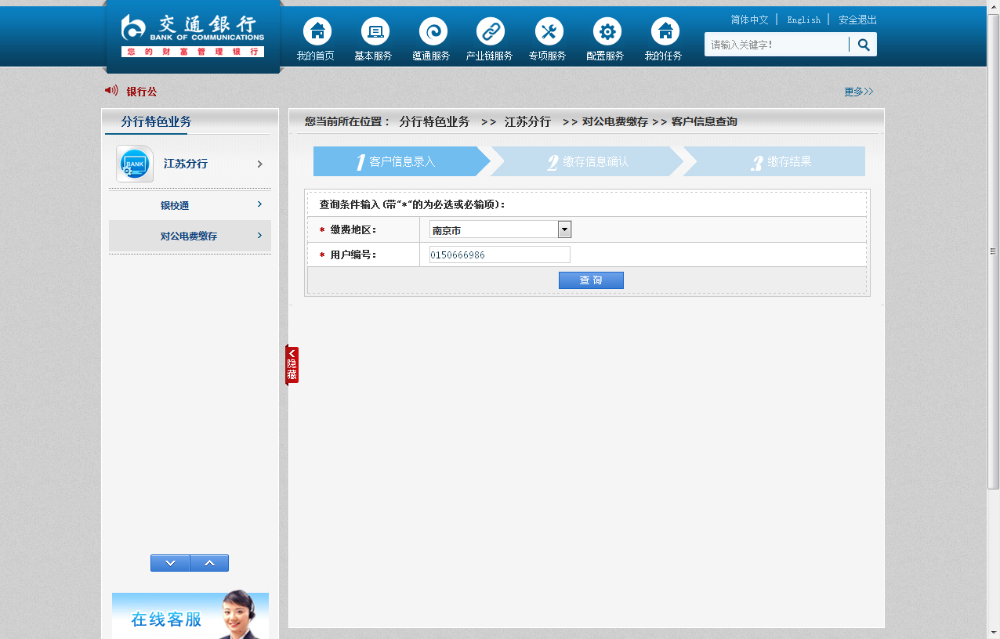 简体中文 | English | 安全退出
交通銀行
BANK OF COMMUNICATIONS
您的财富管理银行
我的首页 基本服务 蕴通服务 产业链服务 专项服务 配置服务 我的任务
请输入关键字!
银行公
更多>>
分行特色业务
BANK
江苏分行
银校通
对公电费缴存
在线客服
您当前所在位置： 分行特色业务 >> 江苏分行 >> 对公电费缴存 >> 客户信息查询
1 客户信息录入 2 缴存信息确认 3 缴存结果
查询条件输入(带"*"的为必选或必输项)：
* 缴费地区： 南京市
* 用户编号： 0150666986
查 询
隐藏